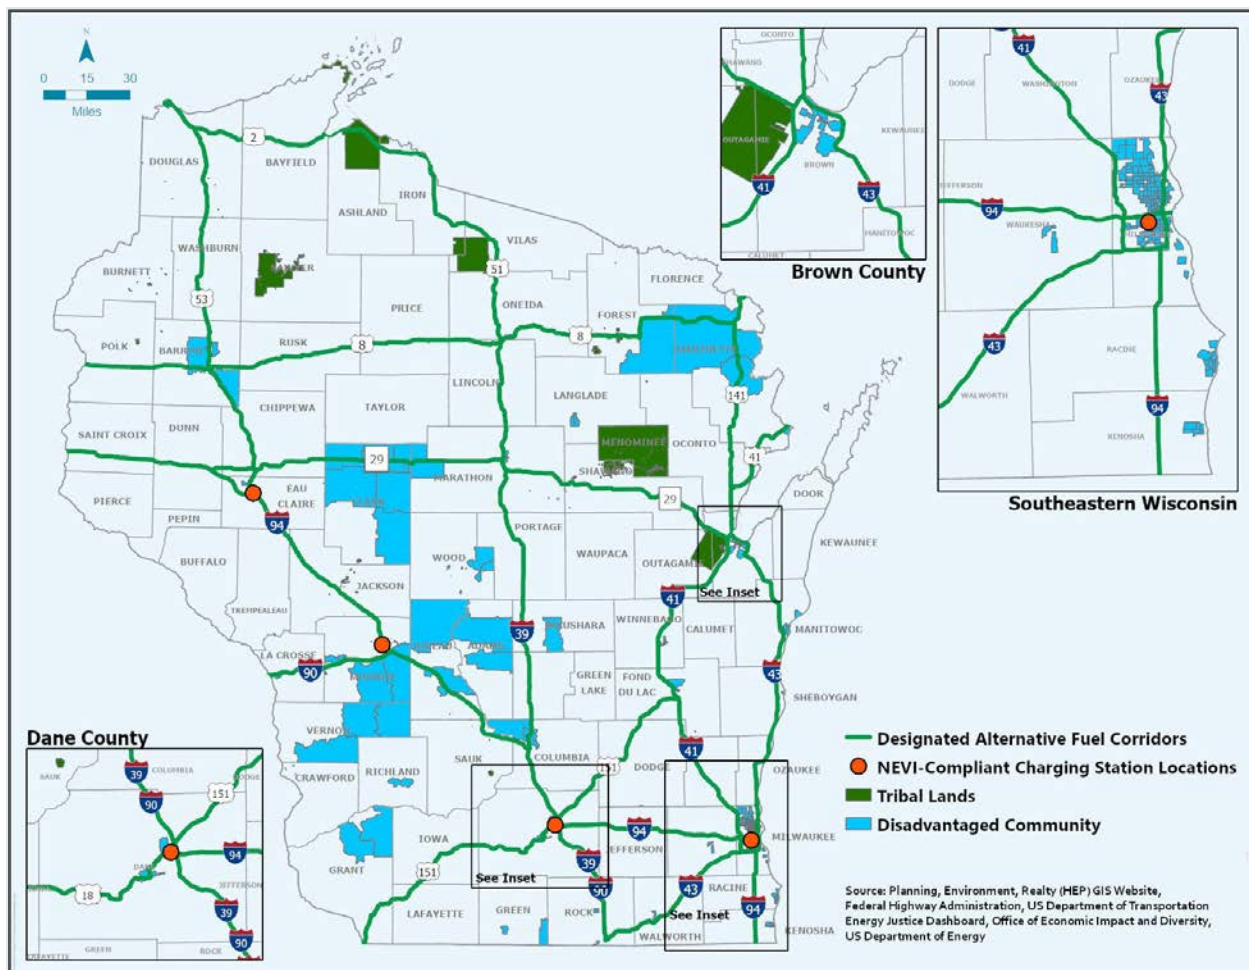 N
0 15 30
Miles
2
DOUGLAS
BAYFIELD
IRON
ASHLAND
VILAS
WASHBURN
BURNETT
51
FLORENCE
53
PRICE
ONEIDA
FOREST
8
POLK
BARRON
RUSK
8
LINCOLN
141
CHIPPEWA
TAYLOR
LANGLADE
DUNN
SAINT CROIX
MENOMINEE
OCONTO
41
29
MARATHON
PIERCE
EAU
CLAIRE
29
DOOR
PEPIN
94
PORTAGE
BUFFALO
WOOD
WAUPACA
OUTAGAMIE
KEWAUNEE
JACKSON
See Inset
TREMPEALEAU
41
WINNEBAGO
CALUMET
MANITOWOC
39
ADAMS
LA CROSSE
90
MONROE
GREEN
LAKE
FOND
DU LAC
43
SHEBOYGAN
VERNON
41
SAUK
COLUMBIA
151
DODGE
OZAUKEE
CRAWFORD
RICHLAND
94
MILWAUKEE
IOWA
JEFFERSON
GRANT
151
39
43
RACINE
See Inset
90
See Inset
94
LAFAYETTE
GREEN
ROCK
WALWORTH
KENOSHA
OCONTO
SHAWANO
OUTAGAMIE
KEWAUNEE
BROWN
41
43
MANITOWOC
CALUMET
Brown County
41
DODGE
WASHINGTON
OZAUKEE
43
JEFFERSON
94
WAUKESHA
43
RACINE
WALWORTH
94
KENOSHA
Southeastern Wisconsin
Dane County
SAUK
39
COLUMBIA
DODGE
90
151
94
DANE
18
JEFFERSON
39
90
LAFAYETTE
GREEN
ROCK
Designated Alternative Fuel Corridors
NEVI-Compliant Charging Station Locations
Tribal Lands
Disadvantaged Community
Source: Planning, Environment, Realty (HEP) GIS Website,
Federal Highway Administration, US Department of Transportation
Energy Justice Dashboard, Office of Economic Impact and Diversity,
US Department of Energy